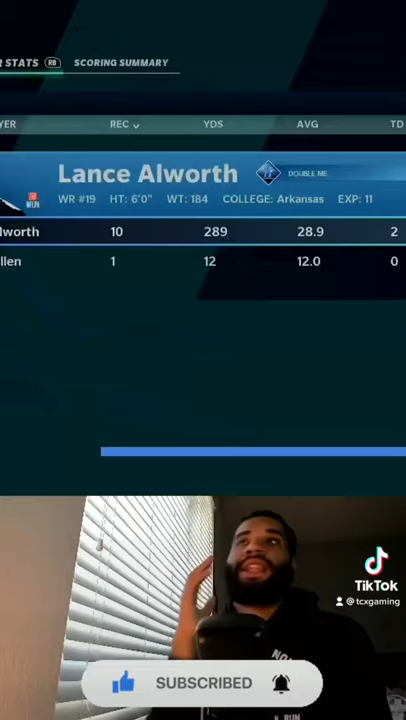 R STATS RB SCORING SUMMARY
YER REC YDS AVG TD
Lance Alworth DOUBLE ME
WR #19 HT: 6'0" WT: 184 COLLEGE: Arkansas EXP: 11
lworth 10 289 28.9 2
llen 1 12 12.0 0
TikTok
@tcxgaming
SUBSCRIBED